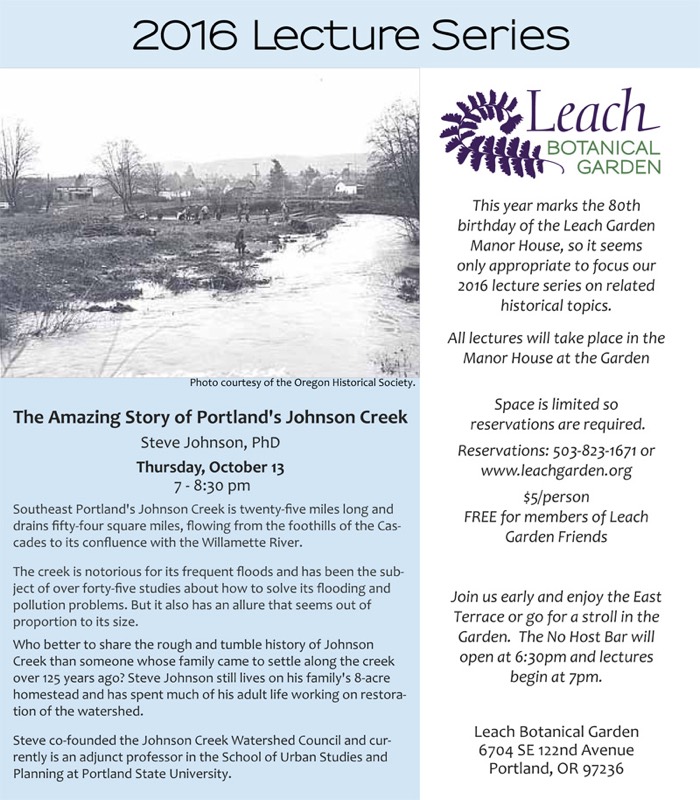 2016 Lecture Series
Photo courtesy of the Oregon Historical Society.
The Amazing Story of Portland's Johnson Creek
Steve Johnson, PhD
Thursday, October 13
7 - 8:30 pm
Southeast Portland's Johnson Creek is twenty-five miles long and
drains fifty-four square miles, flowing from the foothills of the Cas-
cades to its confluence with the Willamette River.
The creek is notorious for its frequent floods and has been the sub-
ject of over forty-five studies about how to solve its flooding and
pollution problems. But it also has an allure that seems out of
proportion to its size.
Who better to share the rough and tumble history of Johnson
Creek than someone whose family came to settle along the creek
over 125 years ago? Steve Johnson still lives on his family's 8-acre
homestead and has spent much of his adult life working on restora-
tion of the watershed.
Steve co-founded the Johnson Creek Watershed Council and cur-
rently is an adjunct professor in the School of Urban Studies and
Planning at Portland State University.
Leach
BOTANICAL
GARDEN
This year marks the 80th
birthday of the Leach Garden
Manor House, so it seems
only appropriate to focus our
2016 lecture series on related
historical topics.
All lectures will take place in the
Manor House at the Garden
Space is limited so
reservations are required.
Reservations: 503-823-1671 or
www.leachgarden.org
$5/person
FREE for members of Leach
Garden Friends
Join us early and enjoy the East
Terrace or go for a stroll in the
Garden.  The No Host Bar will
open at 6:30pm and lectures
begin at 7pm.
Leach Botanical Garden
6704 SE 122nd Avenue
Portland, OR 97236